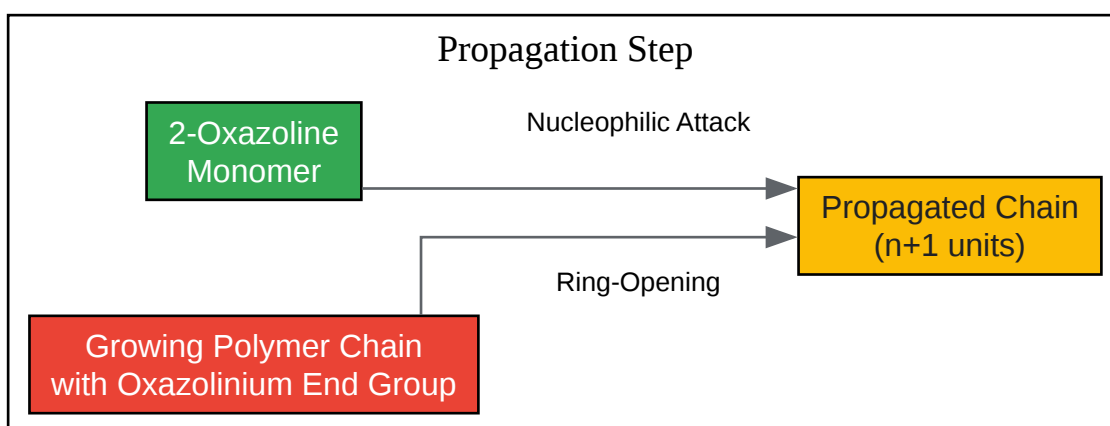 Propagation Step
2-Oxazoline
Monomer
Nucleophilic Attack
Propagated Chain
(n+1 units)
Ring-Opening
Growing Polymer Chain
with Oxazolinium End Group